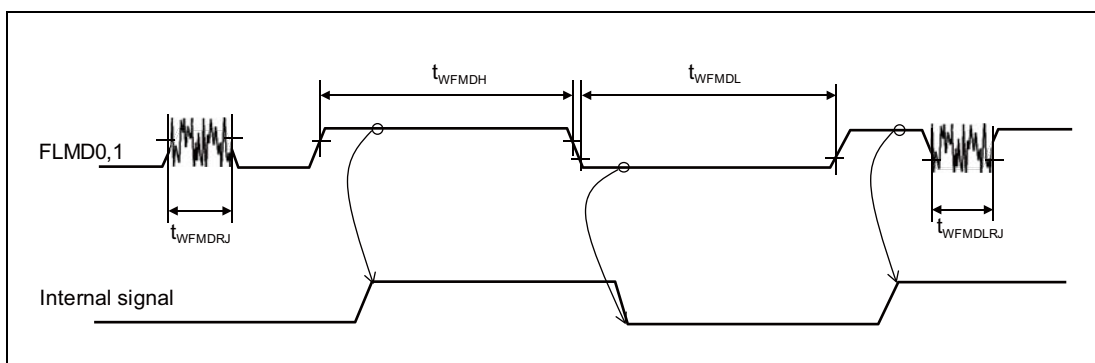 tWFMDH
tWFMDL
FLMD0,1
tWFMDRJ
tWFMDLRJ
Internal signal